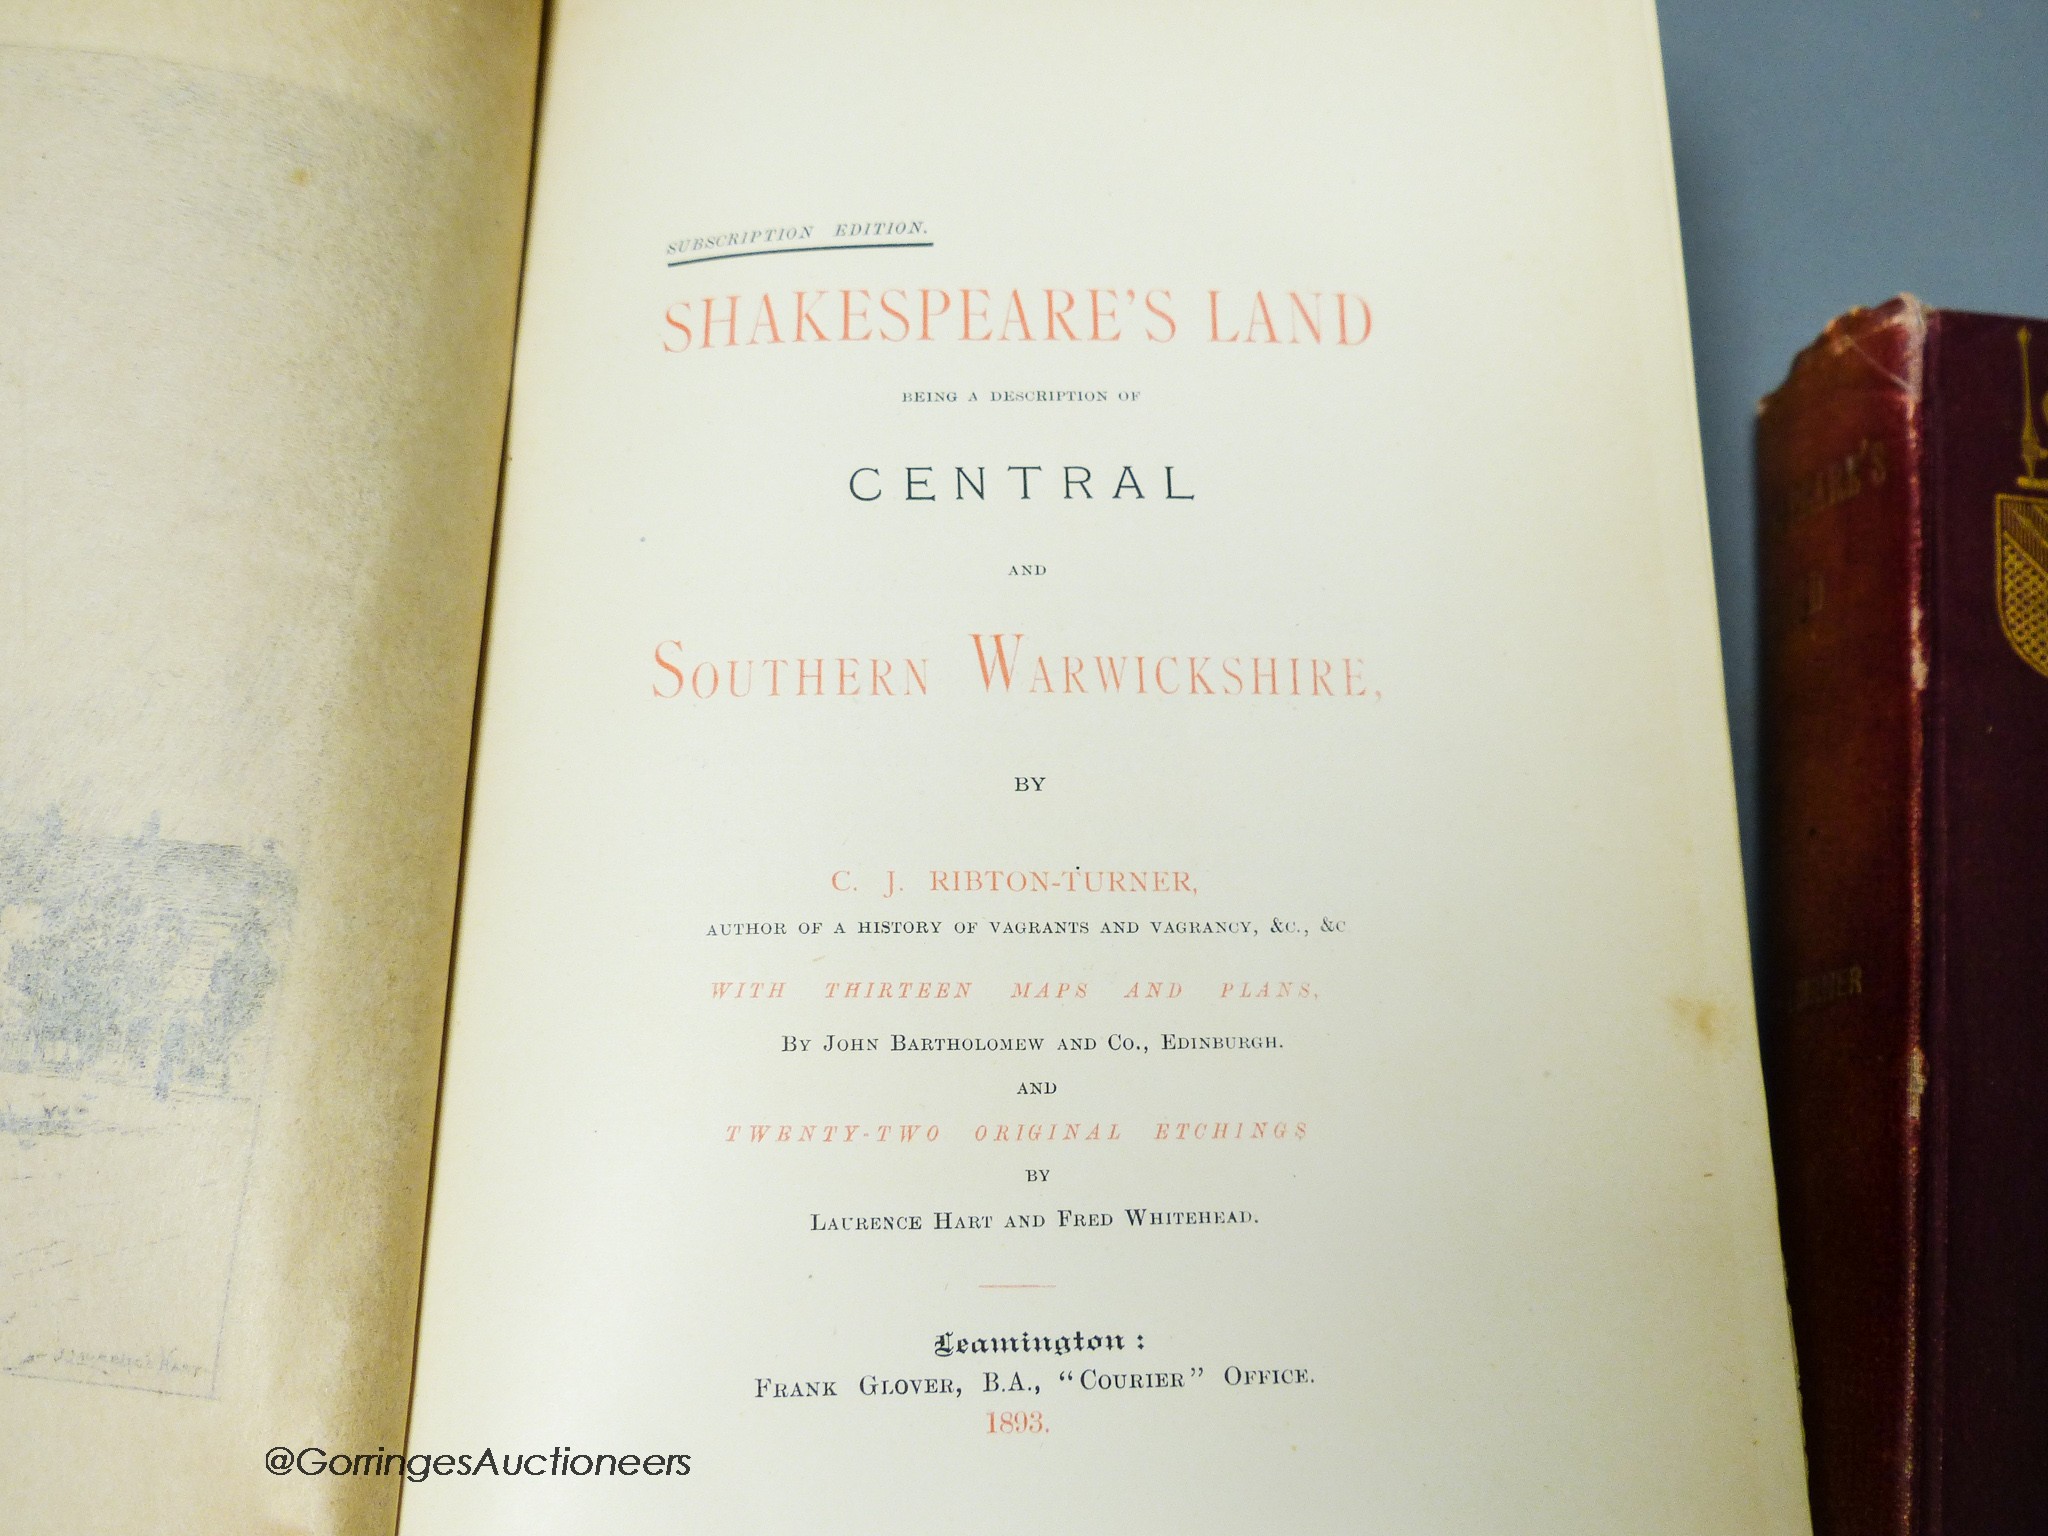 SUBSCRIPTION EDITION.
SHAKESPEARE'S LAND
BEING A DESCRIPTION OF
CENTRAL
AND
SOUTHERN WARWICKSHIRE,
BY
C. J. RIBTON-TURNER,
AUTHOR OF A HISTORY OF VAGRANTS AND VAGRANCY, &C., &C
WITH THIRTEEN MAPS AND PLANS,
BY JOHN BARTHOLOMEW AND CO., EDINBURGH.
AND
TWENTY-TWO ORIGINAL ETCHINGS
BY
LAURENCE HART AND FRED WHITEHEAD.
Leamington:
FRANK GLOVER, B.A., "COURIER" OFFICE.
1893.
@GorringesAuctioneers